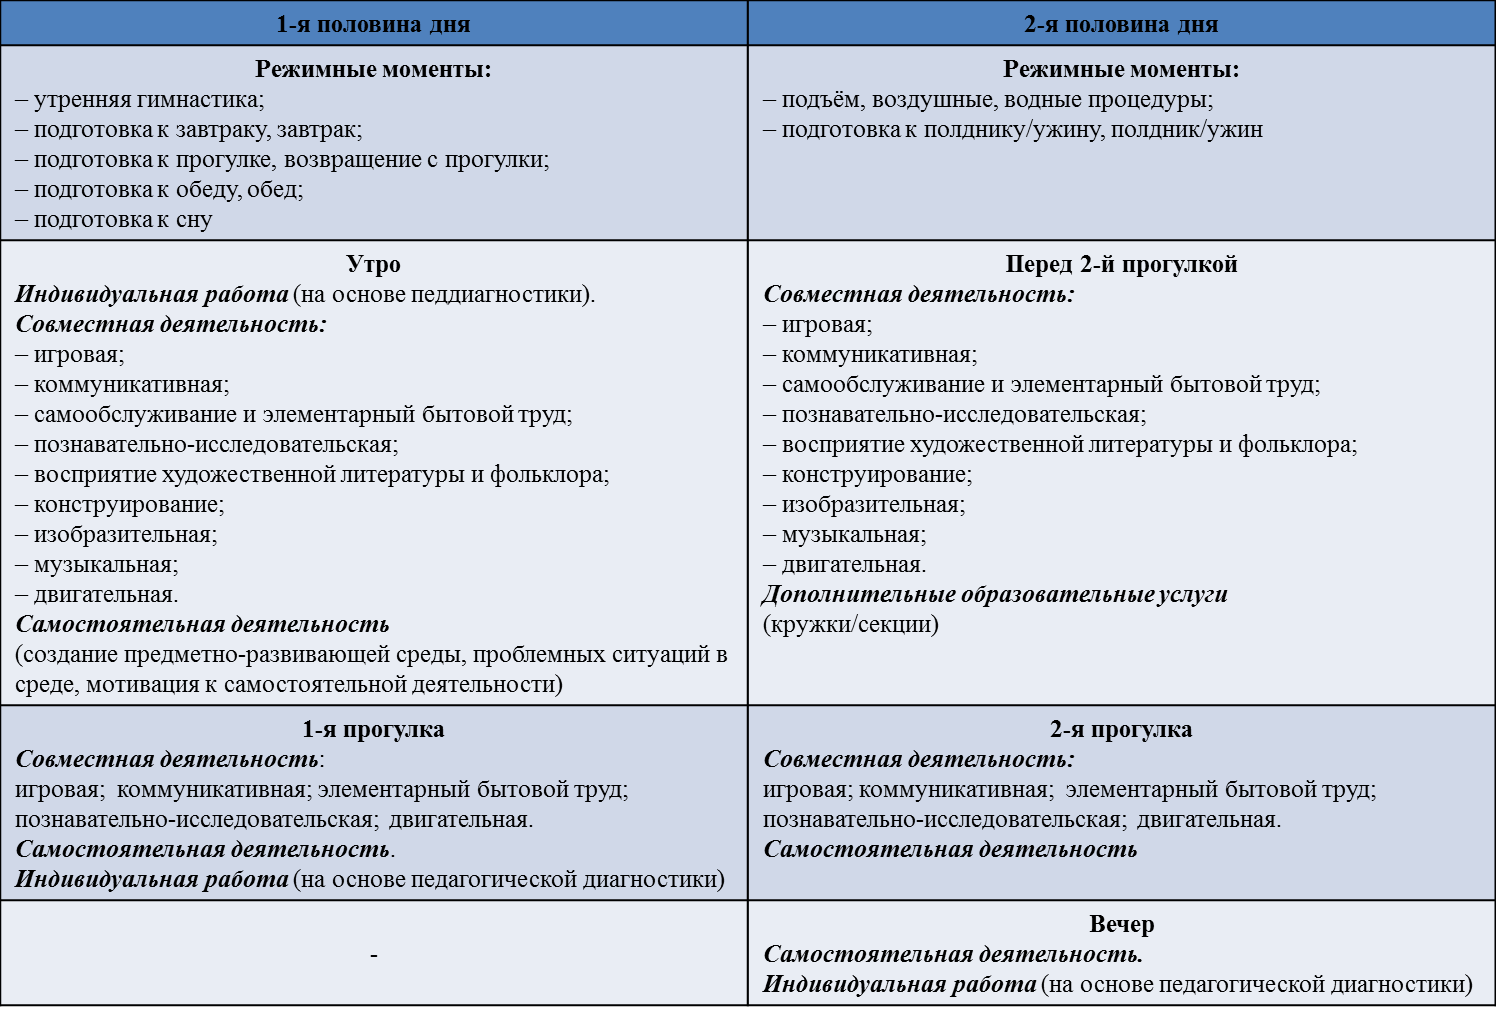 1-я половина дня
2-я половина дня
Режимные моменты:
– утренняя гимнастика;
– подготовка к завтраку, завтрак;
– подготовка к прогулке, возвращение с прогулки;
– подготовка к обеду, обед;
– подготовка к сну
Режимные моменты:
– подъём, воздушные, водные процедуры;
– подготовка к полднику/ужину, полдник/ужин
Утро
Индивидуальная работа (на основе педдиагностики).
Совместная деятельность:
– игровая;
– коммуникативная;
– самообслуживание и элементарный бытовой труд;
– познавательно-исследовательская;
– восприятие художественной литературы и фольклора;
– конструирование;
– изобразительная;
– музыкальная;
– двигательная.
Самостоятельная деятельность
(создание предметно-развивающей среды, проблемных ситуаций в
среде, мотивация к самостоятельной деятельности)
Перед 2-й прогулкой
Совместная деятельность:
– игровая;
– коммуникативная;
– самообслуживание и элементарный бытовой труд;
– познавательно-исследовательская;
– восприятие художественной литературы и фольклора;
– конструирование;
– изобразительная;
– музыкальная;
– двигательная.
Дополнительные образовательные услуги
(кружки/секции)
1-я прогулка
Совместная деятельность:
игровая; коммуникативная; элементарный бытовой труд;
познавательно-исследовательская; двигательная.
Самостоятельная деятельность.
Индивидуальная работа (на основе педагогической диагностики)
2-я прогулка
Совместная деятельность:
игровая; коммуникативная; элементарный бытовой труд;
познавательно-исследовательская; двигательная.
Самостоятельная деятельность
-
Вечер
Самостоятельная деятельность.
Индивидуальная работа (на основе педагогической диагностики)